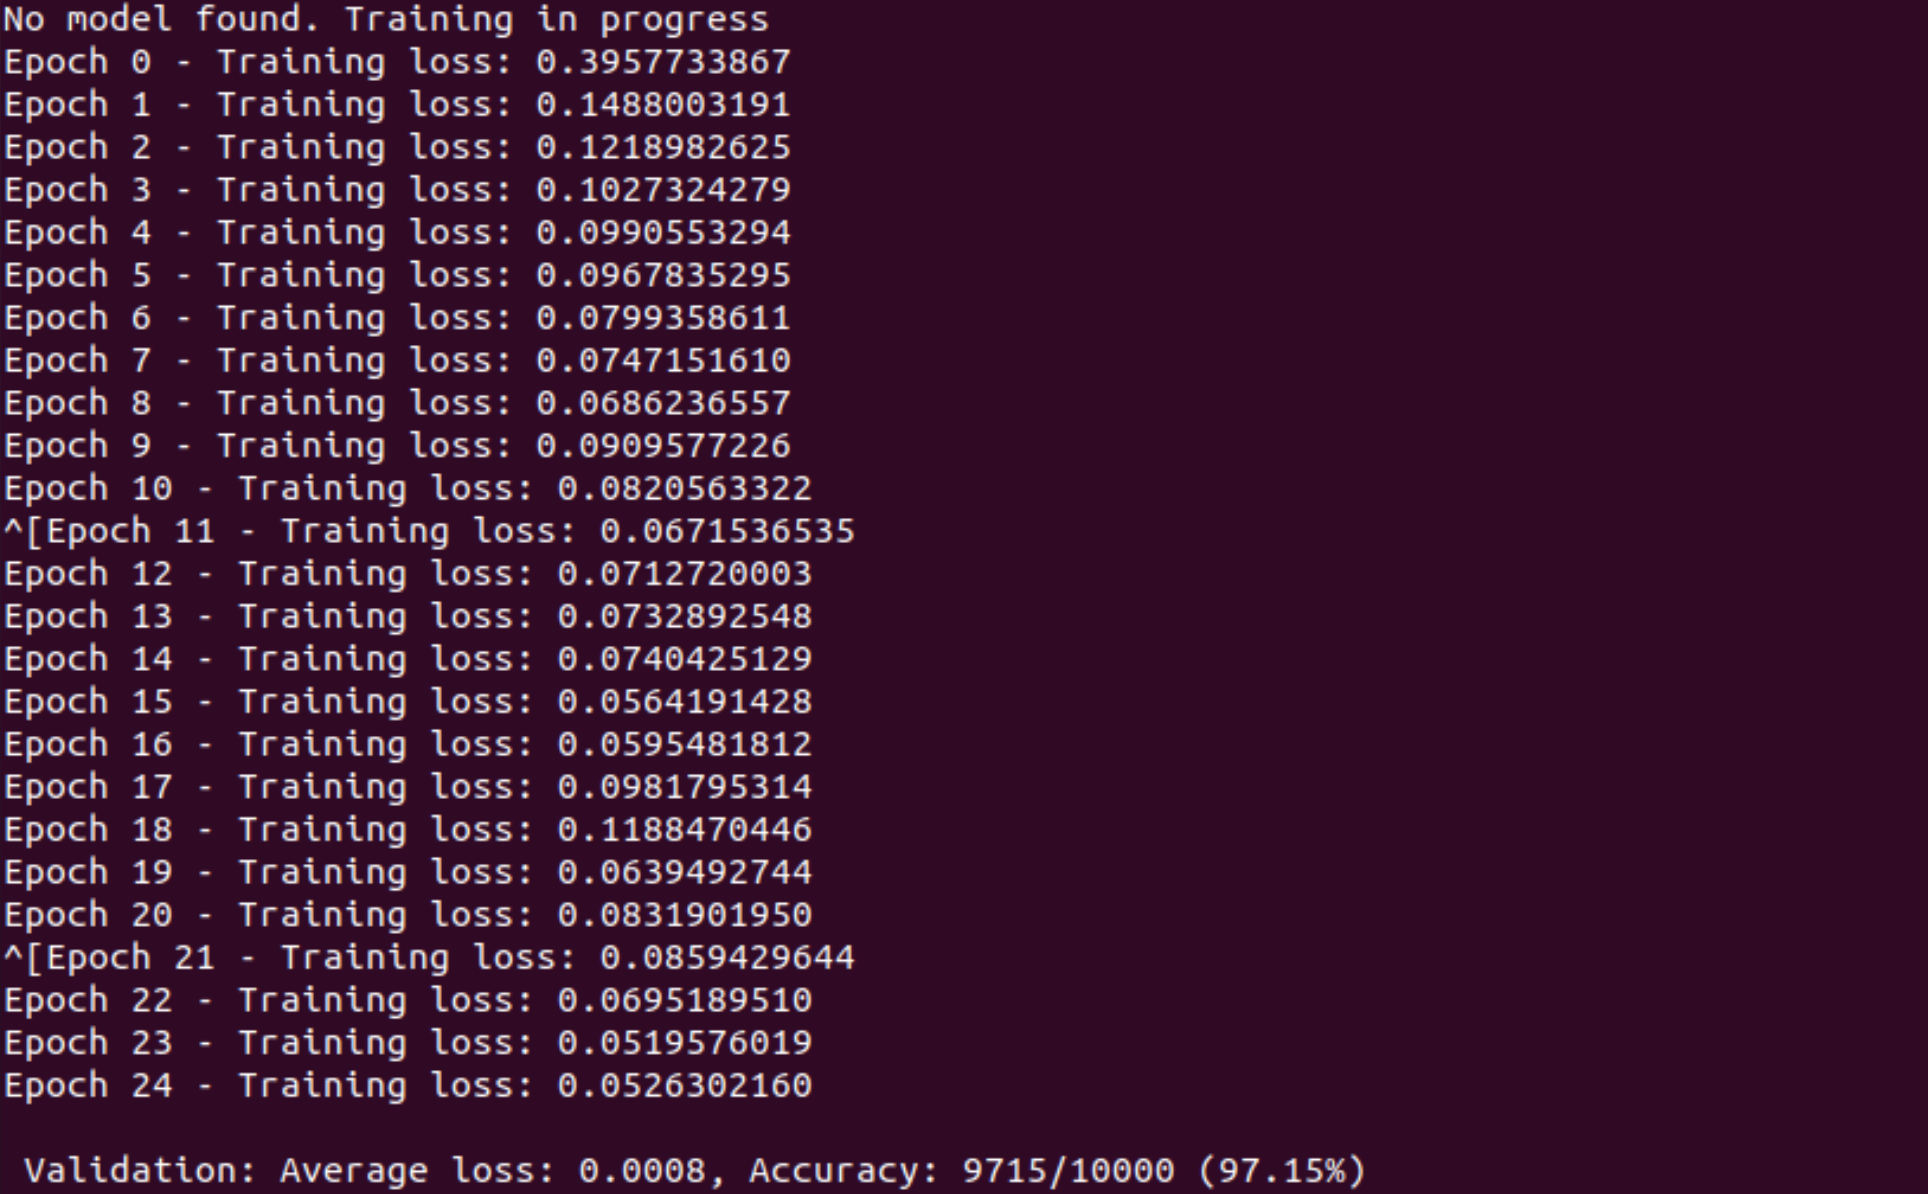 No model found. Training in progress
Epoch 0 - Training loss: 0.3957733867
Epoch 1 - Training loss: 0.1488003191
Epoch 2 - Training loss: 0.1218982625
Epoch 3 - Training loss: 0.1027324279
Epoch 4 - Training loss: 0.0990553294
Epoch 5 - Training loss: 0.0967835295
Epoch 6 - Training loss: 0.0799358611
Epoch 7 - Training loss: 0.0747151610
Epoch 8 - Training loss: 0.0686236557
Epoch 9 - Training loss: 0.0909577226
Epoch 10 - Training loss: 0.0820563322
^[Epoch 11 - Training loss: 0.0671536535
Epoch 12 - Training loss: 0.0712720003
Epoch 13 - Training loss: 0.0732892548
Epoch 14 - Training loss: 0.0740425129
Epoch 15 - Training loss: 0.0564191428
Epoch 16 - Training loss: 0.0595481812
Epoch 17 - Training loss: 0.0981795314
Epoch 18 - Training loss: 0.1188470446
Epoch 19 - Training loss: 0.0639492744
Epoch 20 - Training loss: 0.0831901950
^[Epoch 21 - Training loss: 0.0859429644
Epoch 22 - Training loss: 0.0695189510
Epoch 23 - Training loss: 0.0519576019
Epoch 24 - Training loss: 0.0526302160
Validation: Average loss: 0.0008, Accuracy: 9715/10000 (97.15%)